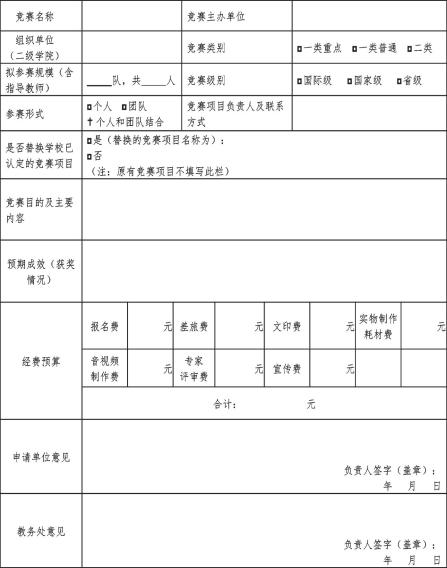 竞赛名称 竞赛主办单位
组织单位
（二级学院） 竞赛类别 □一类重点 □一类普通 □二类
拟参赛规模（含
指导教师） ____队，共____人 竞赛级别 □国际级 □国家级 □省级
参赛形式 □个人 □团队
†个人和团队结合 竞赛项目负责人及联系
方式
是否替换学校已
认定的竞赛项目 □是（替换的竞赛项目名称为）：
□否
（注：原有竞赛项目不填写此栏）
竞赛目的及主要
内容
预期成效（获奖
情况）
经费预算 报名费 元 差旅费 元 文印费 元 实物制作
耗材费 元
音视频
制作费 元 专家
评审费 元 宣传费 元
合计： 元
申请单位意见
负责人签字（盖章）：
年 月 日
教务处意见
负责人签字（盖章）：
年 月 日